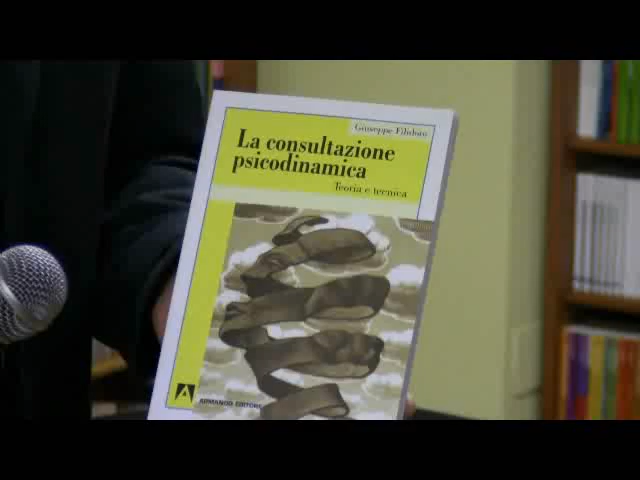 Giuseppe Filidoro
La consultazione
psicodinamica
Teoria e tecnica
ARMANDO EDITORE